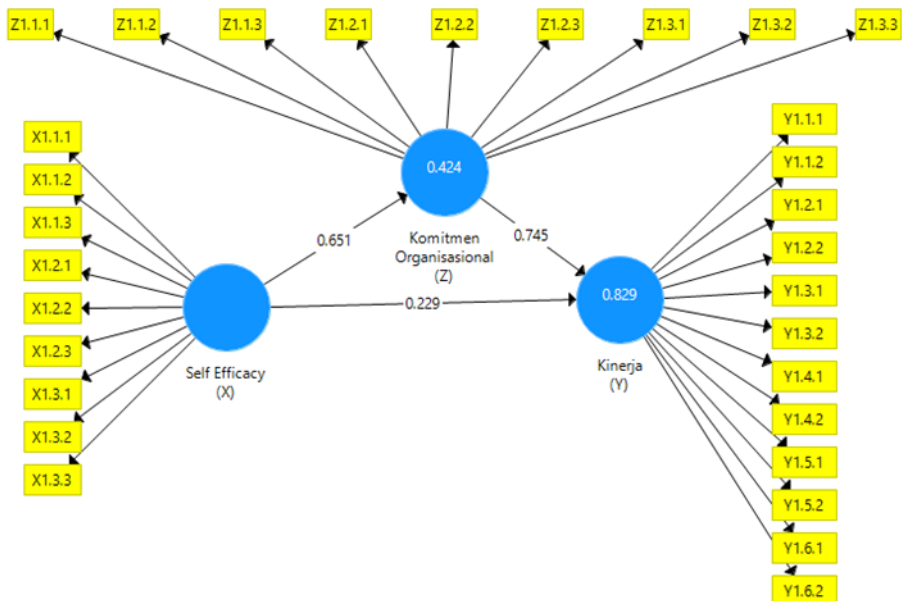 Z1.1.1
Z1.1.2
Z1.1.3
Z1.2.1
Z1.2.2
Z1.2.3
Z1.3.1
Z1.3.2
Z1.3.3
X1.1.1
X1.1.2
X1.1.3
X1.2.1
X1.2.2
X1.2.3
X1.3.1
X1.3.2
X1.3.3
0.424
Komitmen
Organisasional
(Z)
0.651
0.745
0.229
Self Efficacy
(X)
0.829
Kinerja
(Y)
Y1.1.1
Y1.1.2
Y1.2.1
Y1.2.2
Y1.3.1
Y1.3.2
Y1.4.1
Y1.4.2
Y1.5.1
Y1.5.2
Y1.6.1
Y1.6.2